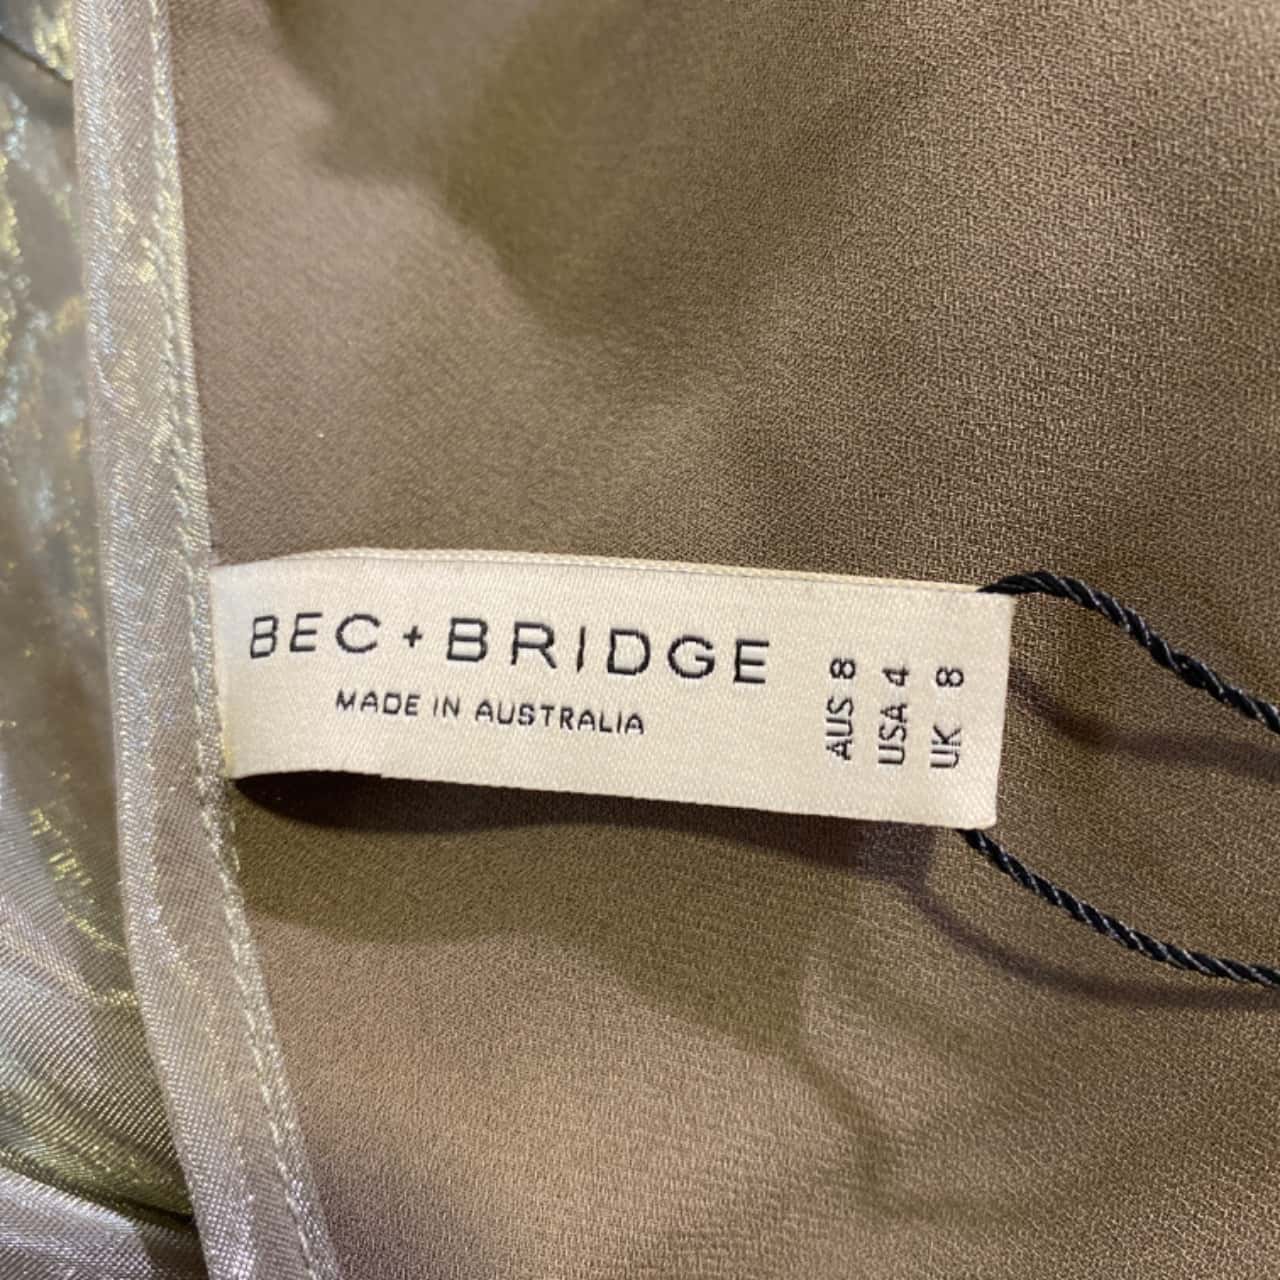 BEC + BRIDGE
MADE IN AUSTRALIA
AUS 8
USA 4
UK 8